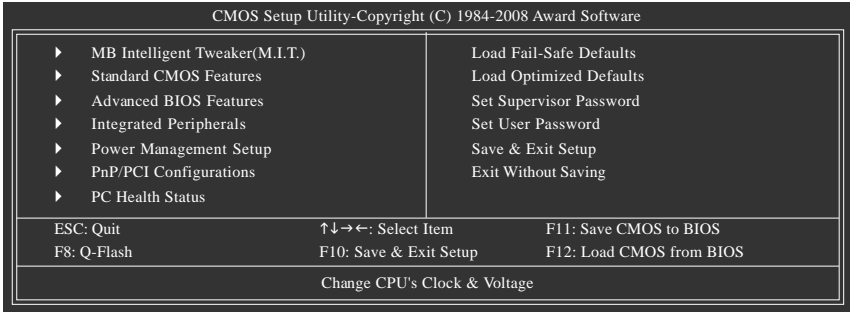 CMOS Setup Utility-Copyright (C) 1984-2008 Award Software
MB Intelligent Tweaker(M.I.T.)
Standard CMOS Features
Advanced BIOS Features
Integrated Peripherals
Power Management Setup
PnP/PCI Configurations
PC Health Status
Load Fail-Safe Defaults
Load Optimized Defaults
Set Supervisor Password
Set User Password
Save & Exit Setup
Exit Without Saving
ESC: Quit ↑↓→←: Select Item F11: Save CMOS to BIOS
F8: Q-Flash F10: Save & Exit Setup F12: Load CMOS from BIOS
Change CPU's Clock & Voltage